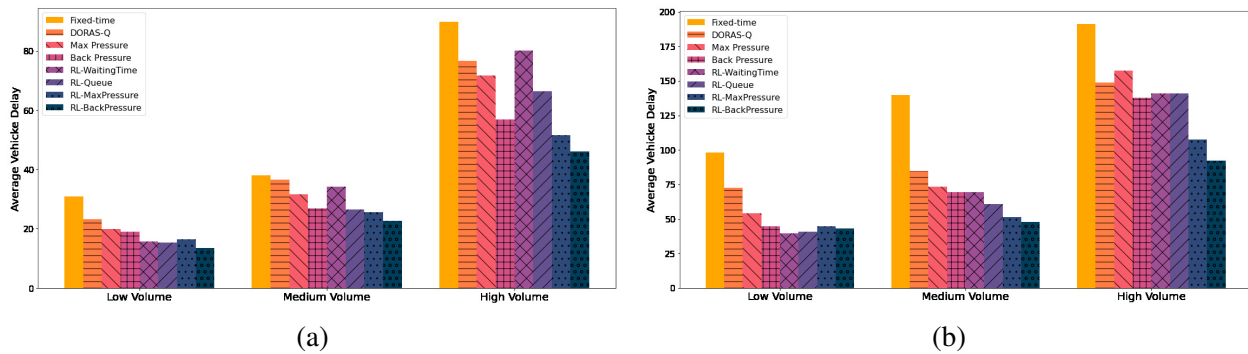 Average Vehicke Delay
80
60
40
20
0
Fixed-time
DORAS-Q
Max Pressure
Back Pressure
RL-WaitingTime
RL-Queue
RL-MaxPressure
RL-BackPressure
Low Volume Medium Volume High Volume
(a)
Average Vehicke Delay
200
175
150
125
100
75
50
25
0
Fixed-time
DORAS-Q
Max Pressure
Back Pressure
RL-WaitingTime
RL-Queue
RL-MaxPressure
RL-BackPressure
Low Volume Medium Volume High Volume
(b)